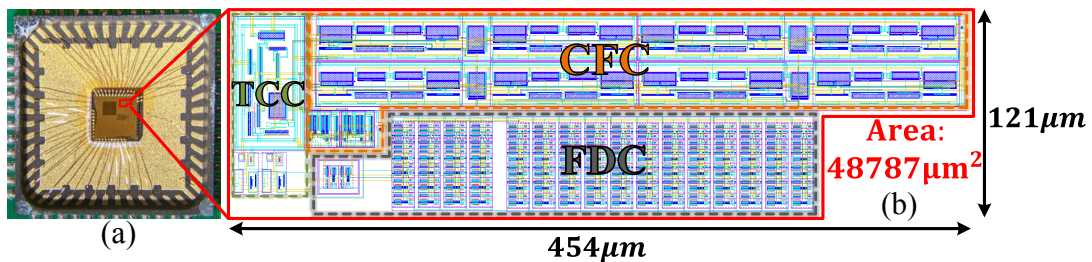 TCC
CFC
FDC
Area:
48787μm²
121μm
(a)
(b)
454μm